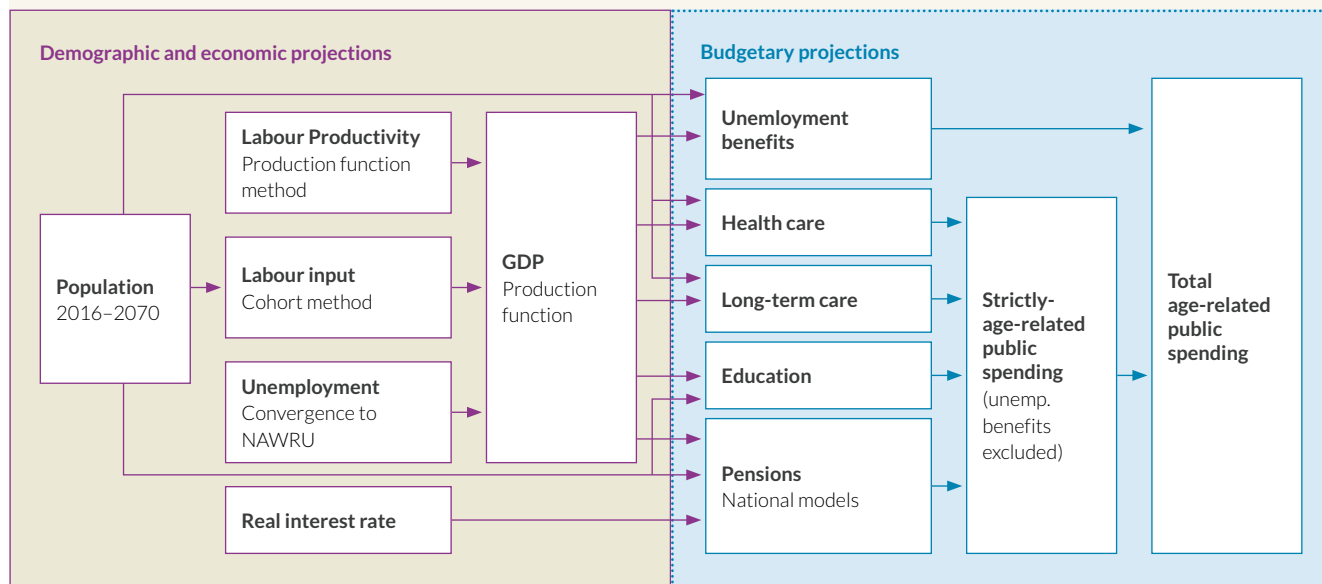 Demographic and economic projections
Budgetary projections
Population
2016–2070
Labour Productivity
Production function
method
Labour input
Cohort method
Unemployment
Convergence to
NAWRU
Real interest rate
GDP
Production
function
Unemloyment
benefits
Health care
Long-term care
Education
Pensions
National models
Strictly-
age-related
public
spending
(unemp.
benefits
excluded)
Total
age-related
public
spending